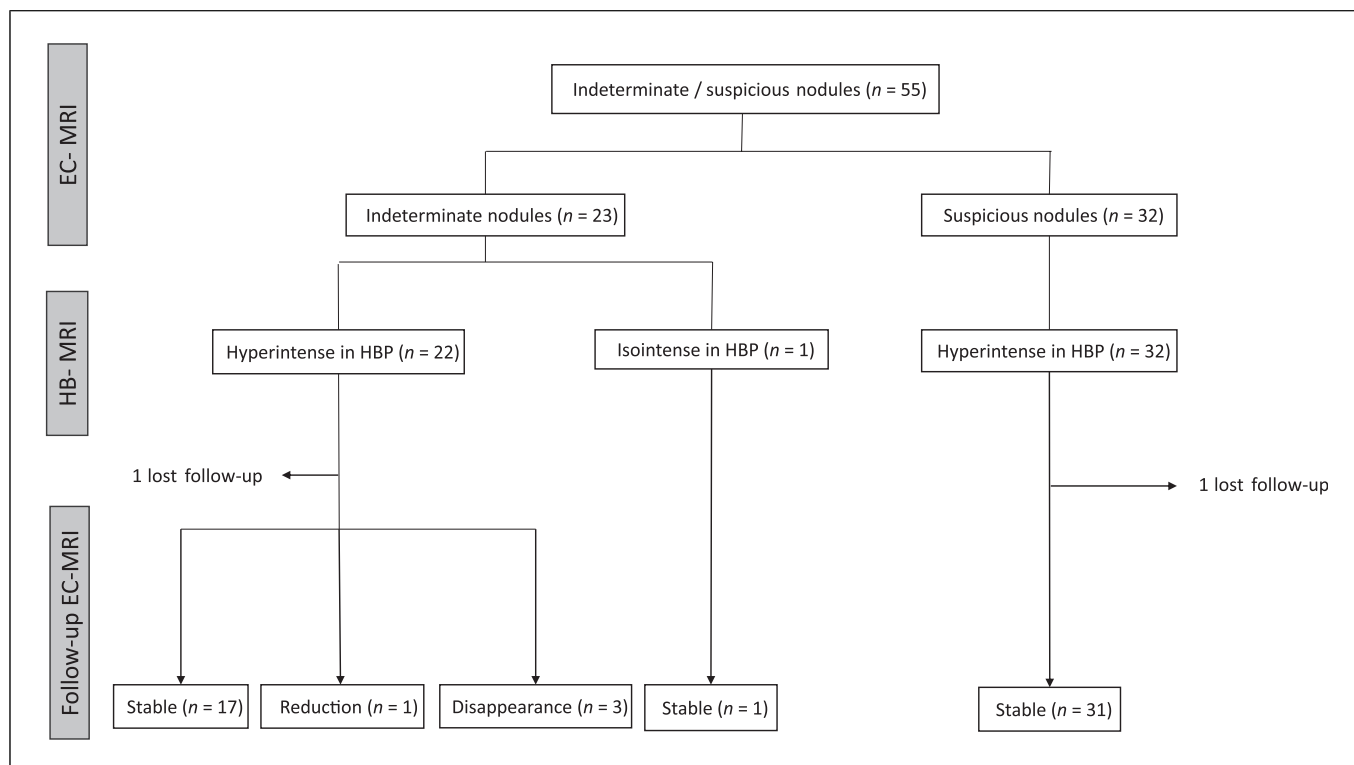 EC- MRI
Indeterminate / suspicious nodules (n = 55)
Indeterminate nodules (n = 23)
Suspicious nodules (n = 32)
HB- MRI
Hyperintense in HBP (n = 22)
Isointense in HBP (n = 1)
Hyperintense in HBP (n = 32)
1 lost follow-up
1 lost follow-up
Follow-up EC-MRI
Stable (n = 17)
Reduction (n = 1)
Disappearance (n = 3)
Stable (n = 1)
Stable (n = 31)